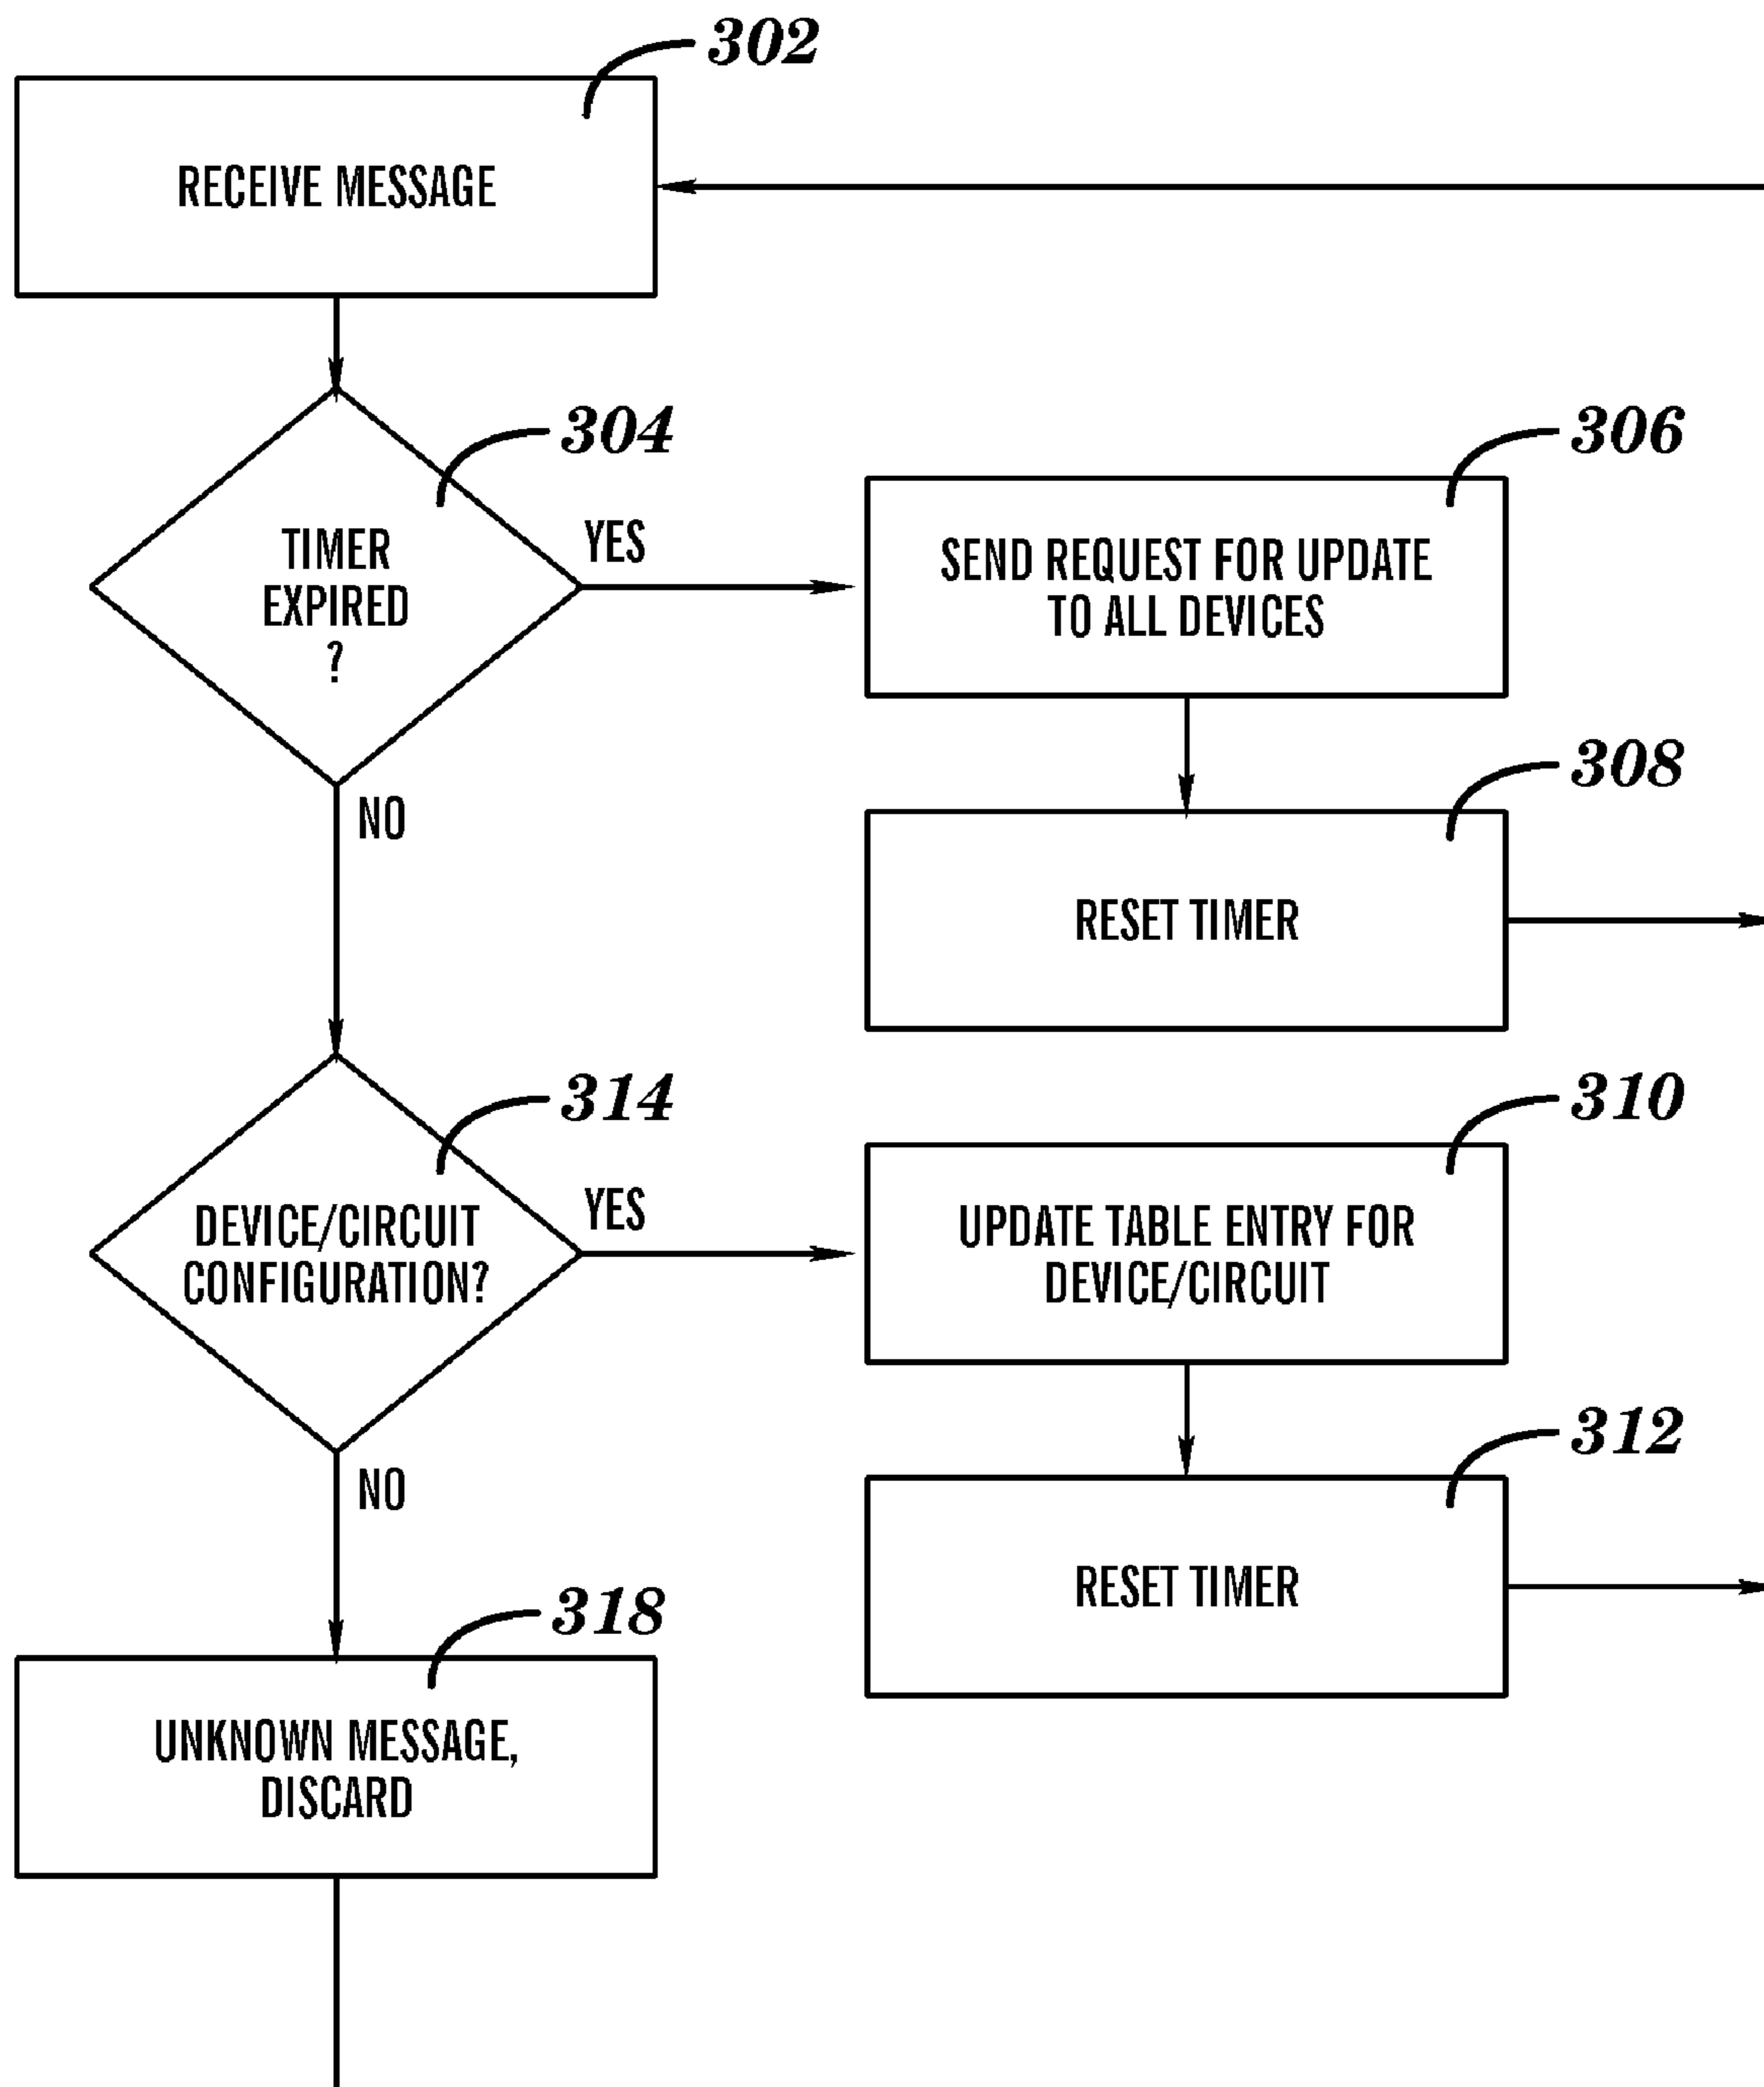 302
RECEIVE MESSAGE
304
TIMER
EXPIRED
?
YES
306
SEND REQUEST FOR UPDATE
TO ALL DEVICES
NO
308
RESET TIMER
314
DEVICE/CIRCUIT
CONFIGURATION?
YES
310
UPDATE TABLE ENTRY FOR
DEVICE/CIRCUIT
NO
312
RESET TIMER
318
UNKNOWN MESSAGE,
DISCARD